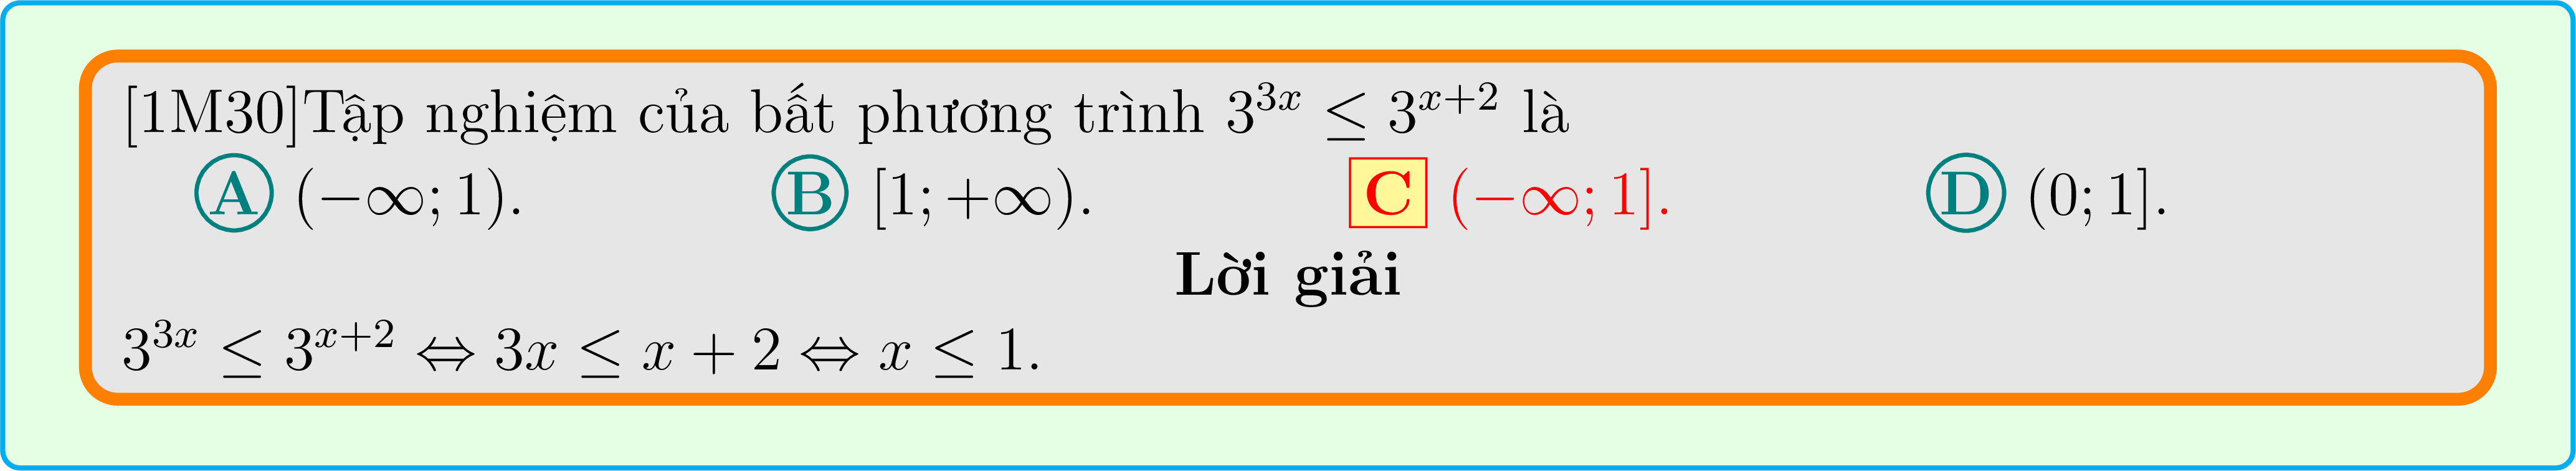 [1M30]Tập nghiệm của bất phương trình $3^{3x} \leq 3^{x+2}$ là
A $(-\infty; 1)$. B $[1; +\infty)$. C $(-\infty; 1]$. D $(0; 1]$.
Lời giải
$3^{3x} \leq 3^{x+2} \Leftrightarrow 3x \leq x + 2 \Leftrightarrow x \leq 1$.